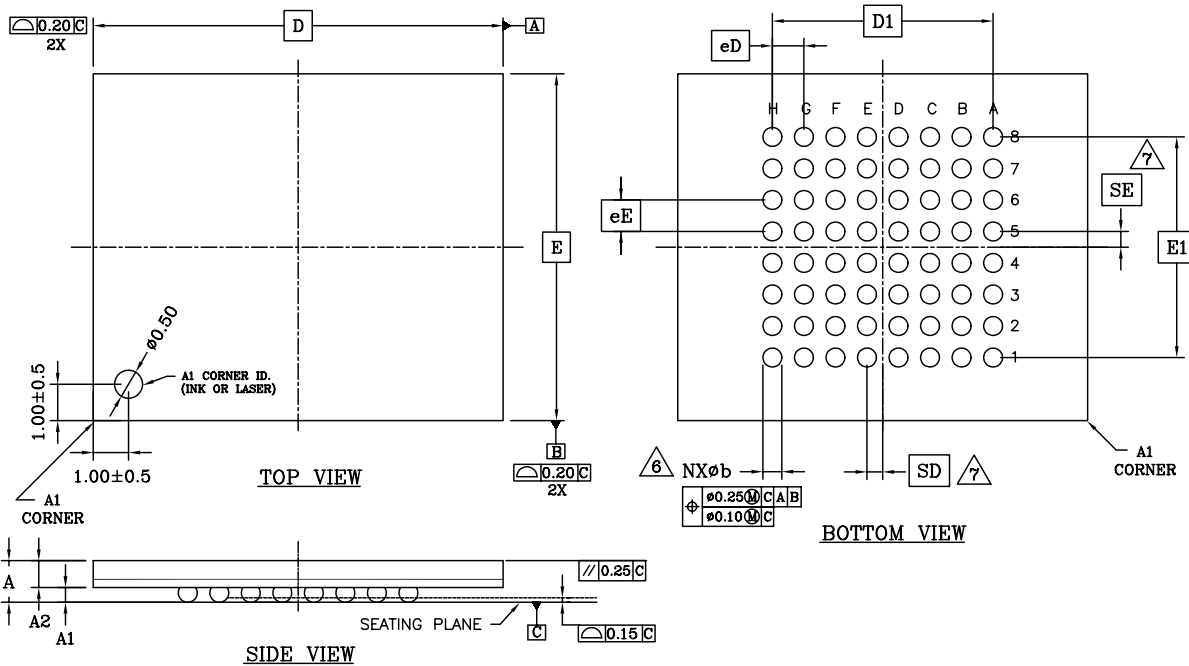 ⌓ 0.20 C
2X
D
A
E
ø0.50
A1 CORNER ID.
(INK OR LASER)
1.00±0.5
1.00±0.5
B
⌓ 0.20 C
2X
TOP VIEW
A1
CORNER
D1
eD
H G F E D C B A
8
7
6
5
4
3
2
1
7
SE
eE
E1
6 NXøb
⌖ ø0.25 Ⓜ C A B
ø0.10 Ⓜ C
SD 7
A1
CORNER
BOTTOM VIEW
A
A2
A1
// 0.25 C
SEATING PLANE
C
⌓ 0.15 C
SIDE VIEW